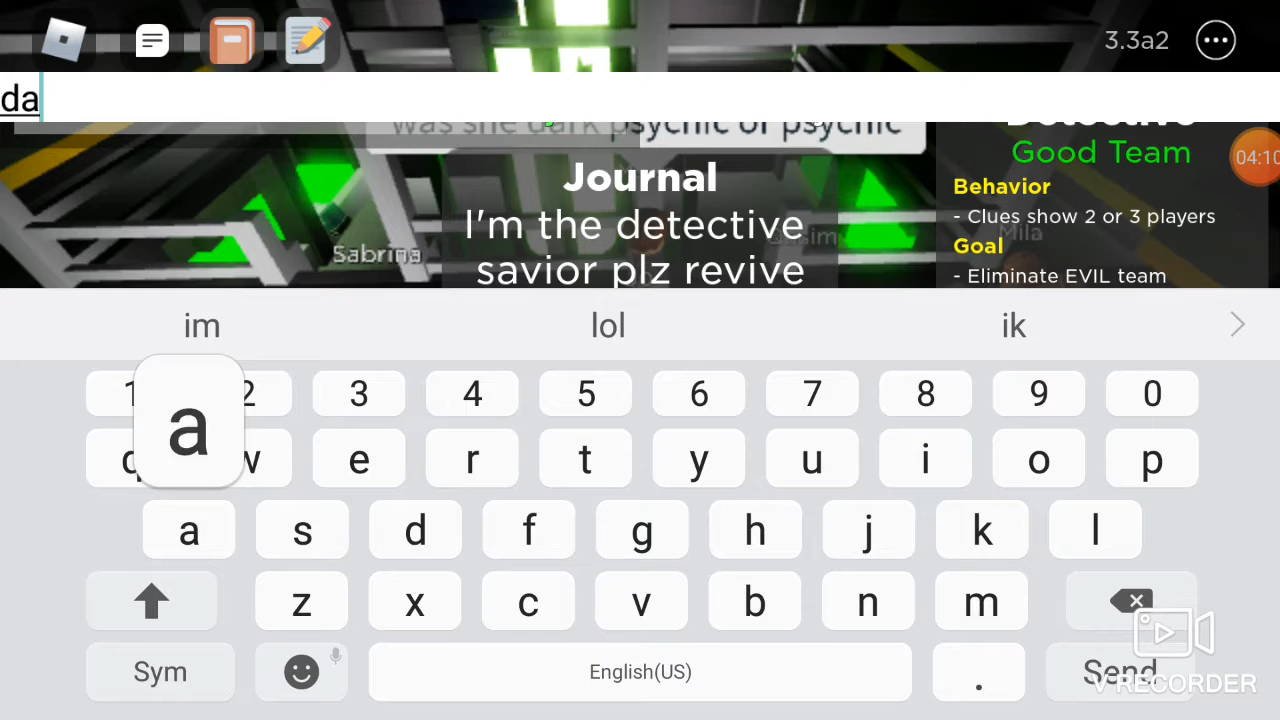 3.3a2
da
was she dark psychic or psychic
Detective
Good Team
04:10
Journal
Behavior
I'm the detective
- Clues show 2 or 3 players
Sabrina
Mila
Goal
savior plz revive
- Eliminate EVIL team
im
lol
ik
a
1 2 3 4 5 6 7 8 9 0
q w e r t y u i o p
a s d f g h j k l
z x c v b n m
Sym
English(US)
.
Send
V RECORDER